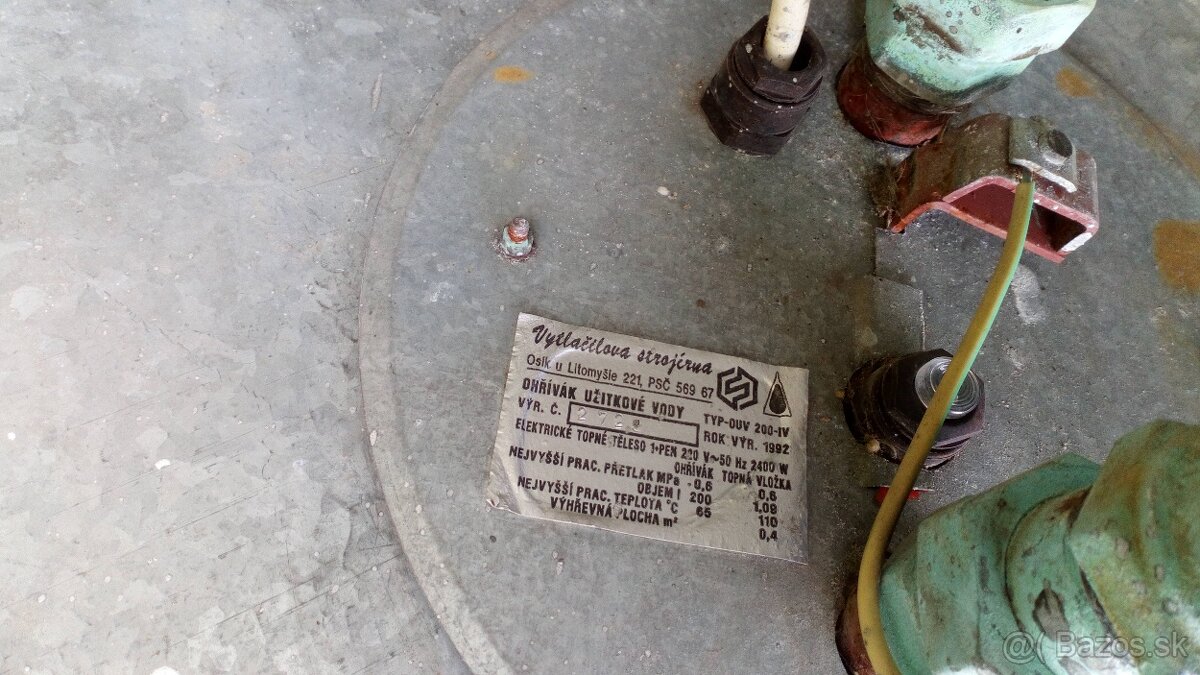 Vytlačilova strojírna
Osík u Litomyšle 221, PSČ 569 67
OHŘÍVÁK UŽITKOVÉ VODY TYP-OUV 200-IV
VÝR. Č. ROK VÝR. 1992
ELEKTRICKÉ TOPNÉ TĚLESO 1+PEN 220 V~50 Hz 2400 W
OHŘÍVÁK TOPNÁ VLOŽKA
NEJVYŠŠÍ PRAC. PŘETLAK MPa -0,6 0,6
OBJEM l 200 1,08
NEJVYŠŠÍ PRAC. TEPLOTA °C 65 110
VÝHŘEVNÁ PLOCHA m² 0,4
@( Bazos.sk